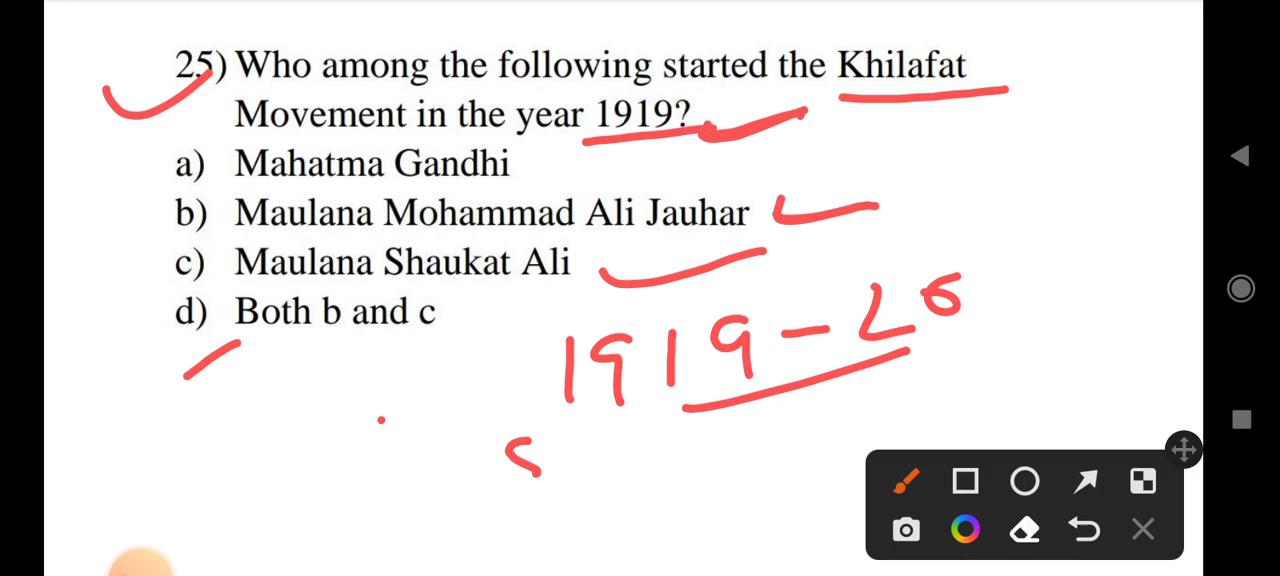 25) Who among the following started the Khilafat
Movement in the year 1919?
a) Mahatma Gandhi
b) Maulana Mohammad Ali Jauhar
c) Maulana Shaukat Ali
d) Both b and c
1919-26